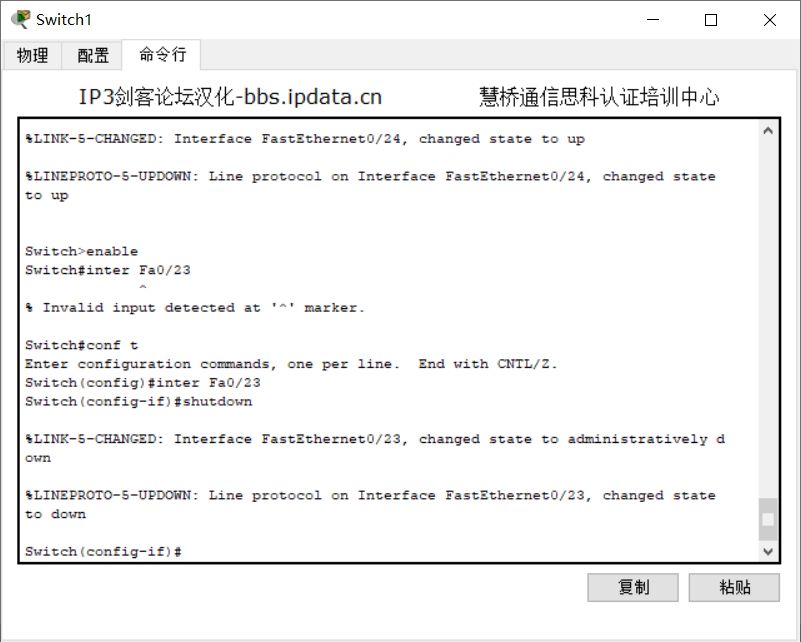 Switch1
物理 配置 命令行
IP3剑客论坛汉化-bbs.ipdata.cn 慧桥通信思科认证培训中心
%LINK-5-CHANGED: Interface FastEthernet0/24, changed state to up
%LINEPROTO-5-UPDOWN: Line protocol on Interface FastEthernet0/24, changed state
to up
Switch>enable
Switch#inter Fa0/23
^
% Invalid input detected at '^' marker.
Switch#conf t
Enter configuration commands, one per line.  End with CNTL/Z.
Switch(config)#inter Fa0/23
Switch(config-if)#shutdown
%LINK-5-CHANGED: Interface FastEthernet0/23, changed state to administratively d
own
%LINEPROTO-5-UPDOWN: Line protocol on Interface FastEthernet0/23, changed state
to down
Switch(config-if)#
复制 粘贴